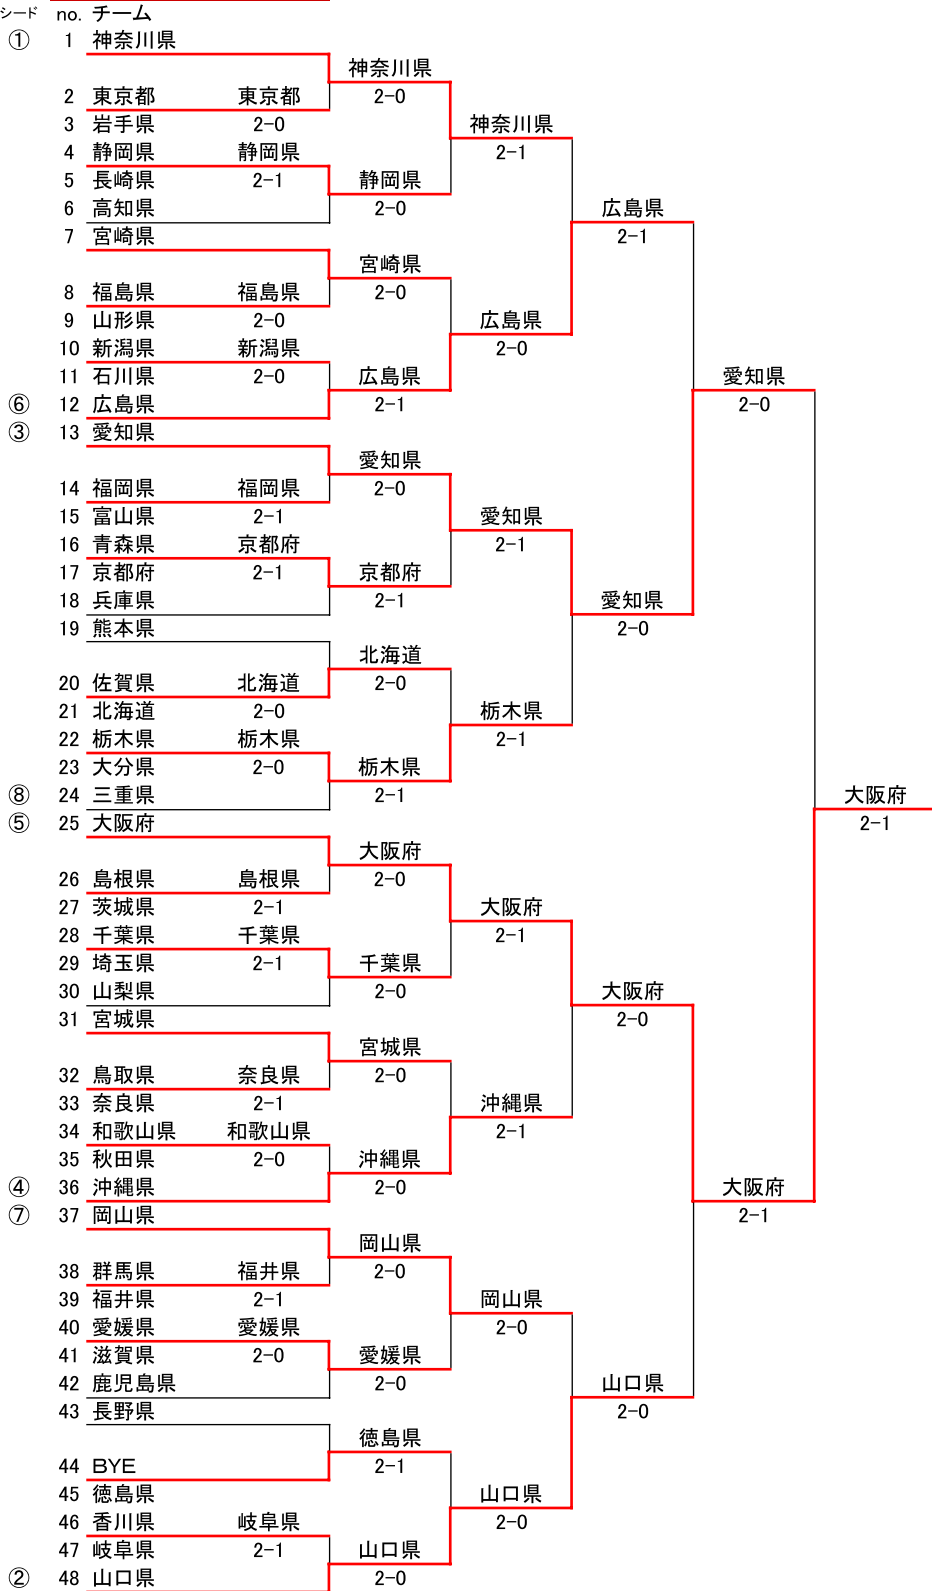 シード no. チーム
① 1 神奈川県
神奈川県
2 東京都 東京都 2-0
3 岩手県 2-0 神奈川県
4 静岡県 静岡県 2-1
5 長崎県 2-1 静岡県
6 高知県 2-0 広島県
7 宮崎県 2-1
宮崎県
8 福島県 福島県 2-0
9 山形県 2-0 広島県
10 新潟県 新潟県 2-0
11 石川県 2-0 広島県 愛知県
⑥ 12 広島県 2-1 2-0
③ 13 愛知県
愛知県
14 福岡県 福岡県 2-0
15 富山県 2-1 愛知県
16 青森県 京都府 2-1
17 京都府 2-1 京都府
18 兵庫県 2-1 愛知県
19 熊本県 2-0
北海道
20 佐賀県 北海道 2-0
21 北海道 2-0 栃木県
22 栃木県 栃木県 2-1
23 大分県 2-0 栃木県
⑧ 24 三重県 2-1 大阪府
⑤ 25 大阪府 2-1
大阪府
26 島根県 島根県 2-0
27 茨城県 2-1 大阪府
28 千葉県 千葉県 2-1
29 埼玉県 2-1 千葉県
30 山梨県 2-0 大阪府
31 宮城県 2-0
宮城県
32 鳥取県 奈良県 2-0
33 奈良県 2-1 沖縄県
34 和歌山県 和歌山県 2-1
35 秋田県 2-0 沖縄県
④ 36 沖縄県 2-0 大阪府
⑦ 37 岡山県 2-1
岡山県
38 群馬県 福井県 2-0
39 福井県 2-1 岡山県
40 愛媛県 愛媛県 2-0
41 滋賀県 2-0 愛媛県
42 鹿児島県 2-0 山口県
43 長野県 2-0
徳島県
44 BYE 2-1
45 徳島県 山口県
46 香川県 岐阜県 2-0
47 岐阜県 2-1 山口県
② 48 山口県 2-0